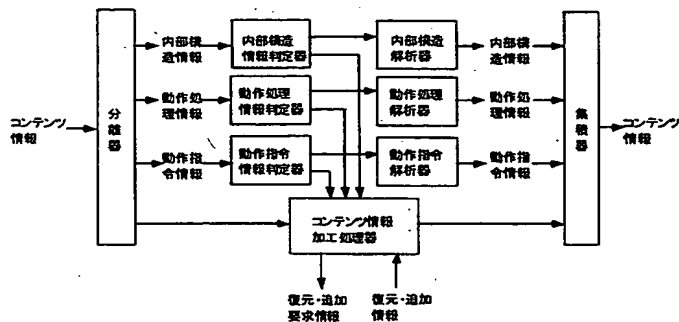 コンテンツ
情報
分離器
内部構
造情報
内部構造
情報判定器
内部構造
解析器
内部構
造情報
動作処
理情報
動作処理
情報判定器
動作処理
解析器
動作処
理情報
動作指
令情報
動作指令
情報判定器
動作指令
解析器
動作指
令情報
集積器
コンテンツ
情報
コンテンツ情報
加工処理器
復元・追加
要求情報
復元・追加
情報